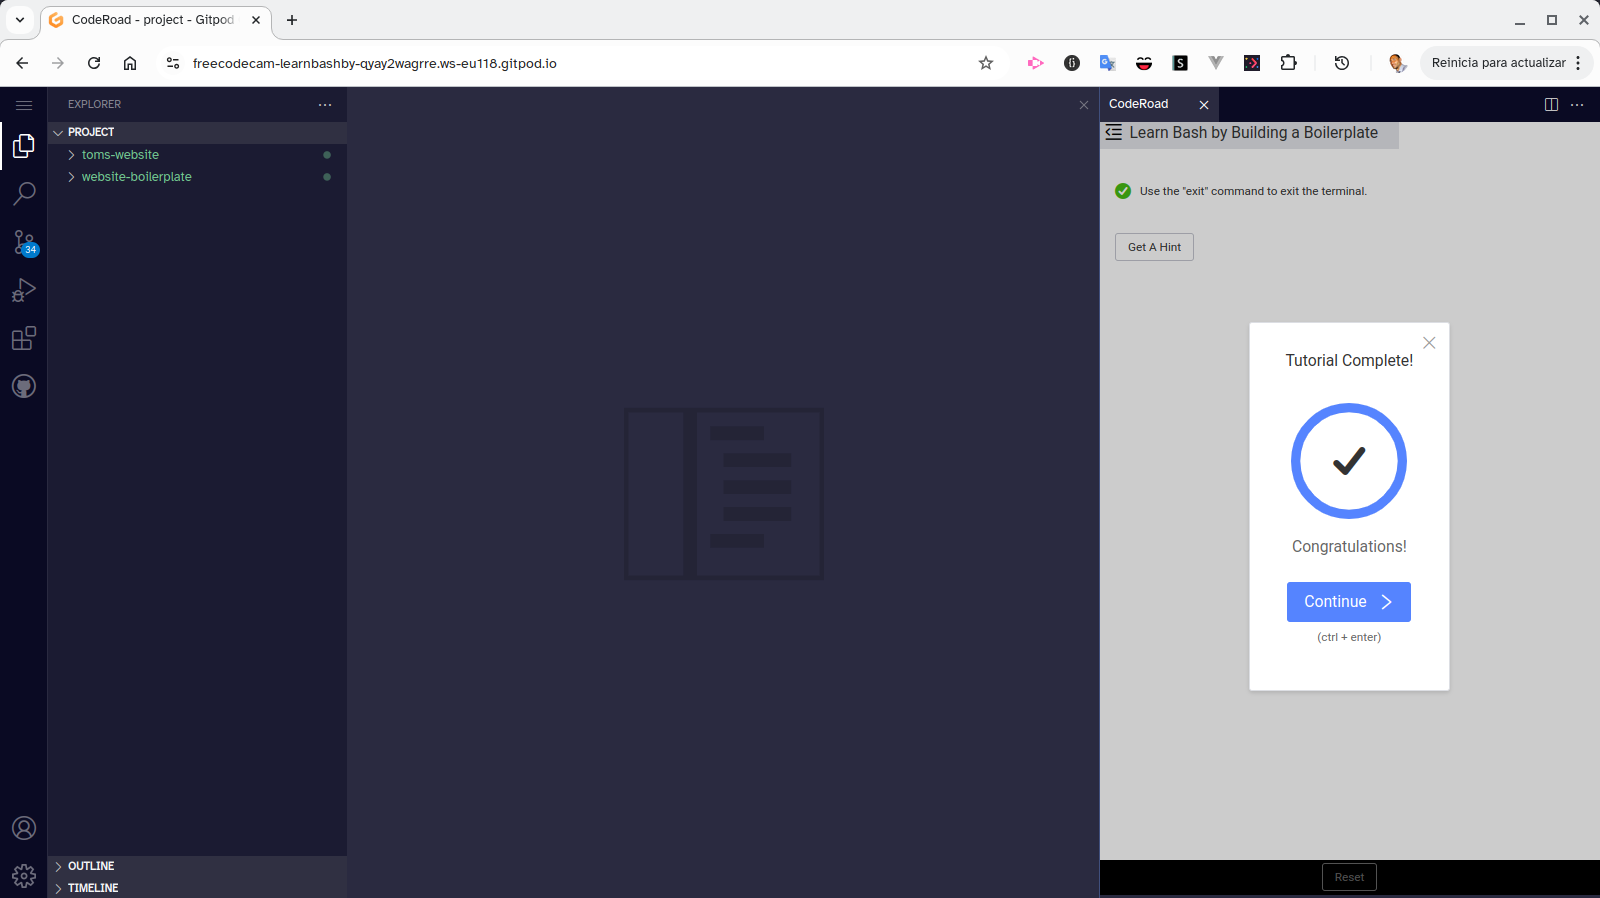 CodeRoad - project - Gitpod
freecodecam-learnbashby-qyay2wagrre.ws-eu118.gitpod.io
Reinicia para actualizar
EXPLORER
PROJECT
toms-website
website-boilerplate
34
OUTLINE
TIMELINE
CodeRoad
Learn Bash by Building a Boilerplate
Use the "exit" command to exit the terminal.
Get A Hint
Tutorial Complete!
Congratulations!
Continue
(ctrl + enter)
Reset